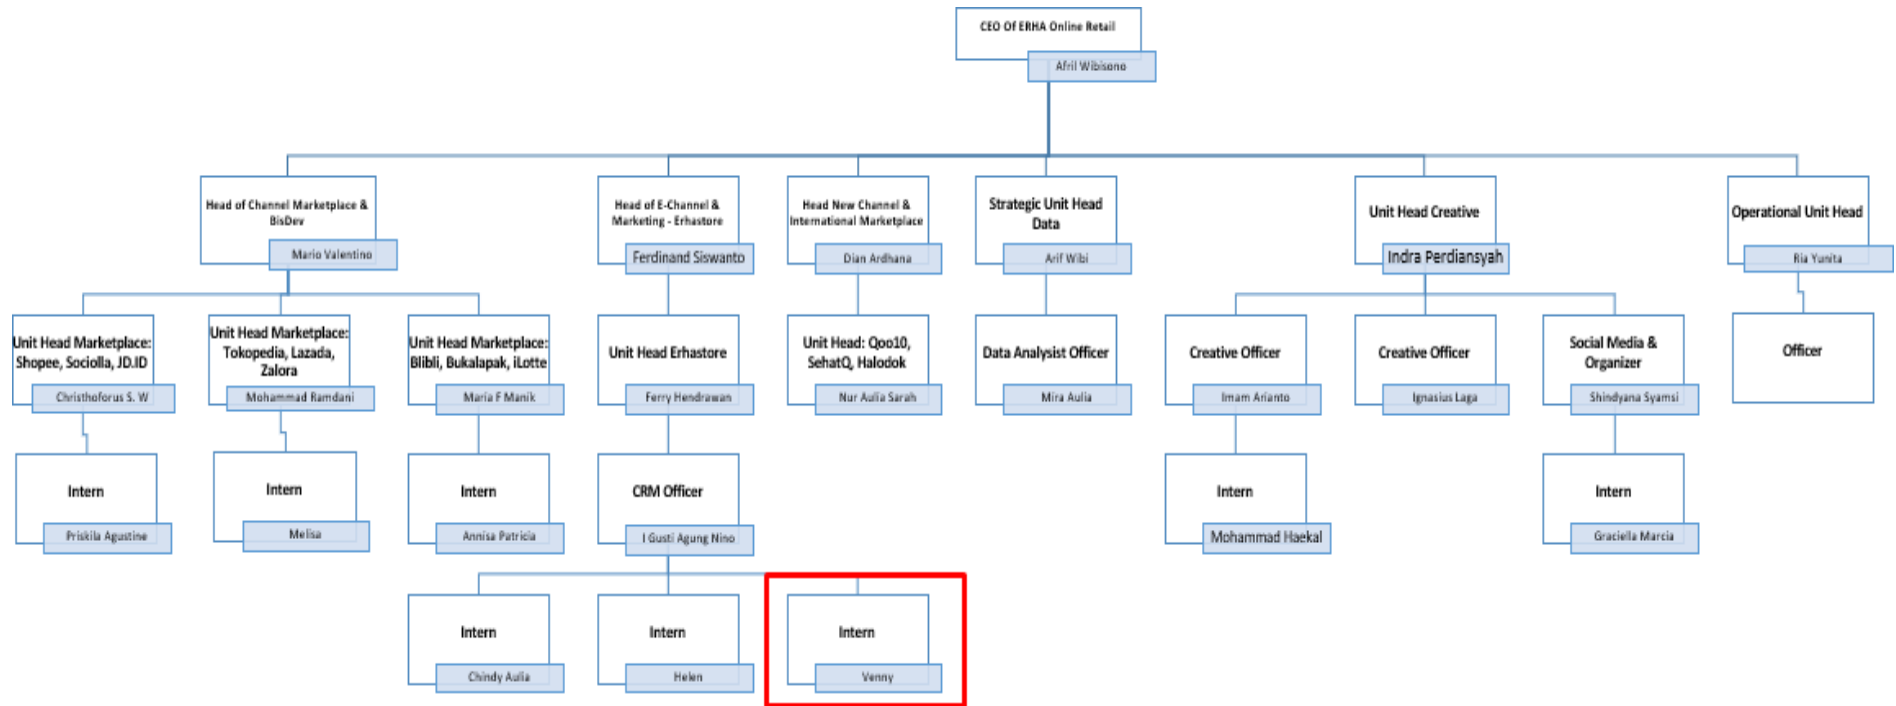 CEO Of ERHA Online Retail
Afril Wibisono
Head of Channel Marketplace &
BisDev
Mario Valentino
Head of E-Channel &
Marketing - Erhastore
Ferdinand Siswanto
Head New Channel &
International Marketplace
Dian Ardhana
Strategic Unit Head
Data
Arif Wibi
Unit Head Creative
Indra Perdiansyah
Operational Unit Head
Ria Yunita
Unit Head Marketplace:
Shopee, Sociolla, JD.ID
Christhoforus S. W
Unit Head Marketplace:
Tokopedia, Lazada,
Zalora
Mohammad Ramdani
Unit Head Marketplace:
Blibli, Bukalapak, iLotte
Maria F Manik
Unit Head Erhastore
Ferry Hendrawan
Unit Head: Qoo10,
SehatQ, Halodok
Nur Aulia Sarah
Data Analysist Officer
Mira Aulia
Creative Officer
Imam Arianto
Creative Officer
Ignasius Laga
Social Media &
Organizer
Shindyana Syamsi
Officer
Intern
Priskila Agustine
Intern
Melisa
Intern
Annisa Patricia
CRM Officer
I Gusti Agung Nino
Intern
Mohammad Haekal
Intern
Graciella Marcia
Intern
Chindy Aulia
Intern
Helen
Intern
Venny